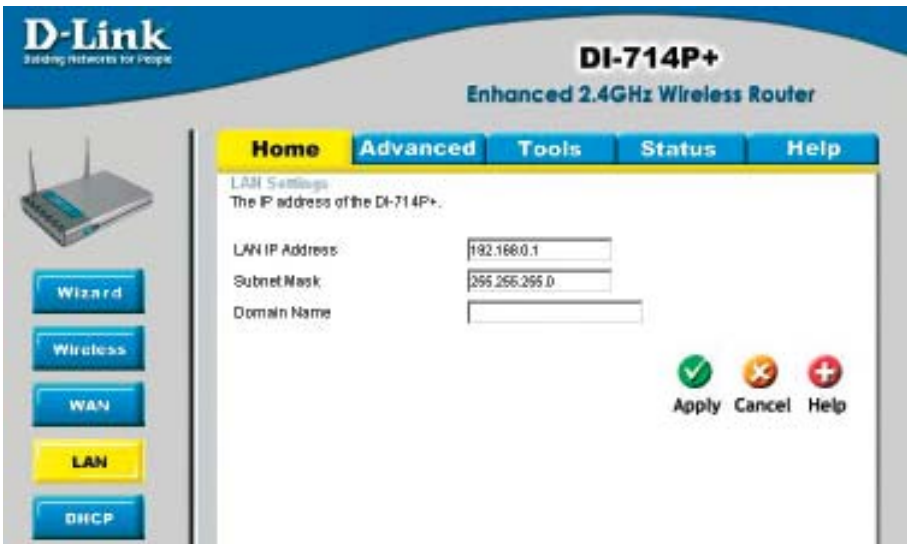 D-Link
Building Networks for People
DI-714P+
Enhanced 2.4GHz Wireless Router
Home Advanced Tools Status Help
LAN Settings
The IP address of the DI-714P+.
LAN IP Address 192.168.0.1
Subnet Mask 255.255.255.0
Domain Name
Wizard
Wireless
WAN
LAN
DHCP
Apply Cancel Help